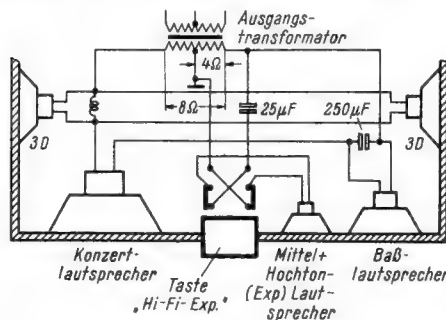 Ausgangs-
transformator
4Ω
8Ω
25µF
250µF
3D
3D
Konzert-
lautsprecher
Taste
„Hi-Fi-Exp."
Mittel+
Hochton-
(Exp) Laut-
sprecher
Baß-
lautsprecher